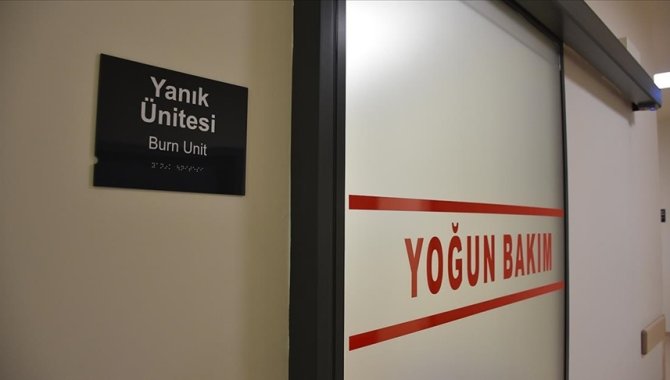 Yanık
Ünitesi
Burn Unit
YOĞUN BAKIM